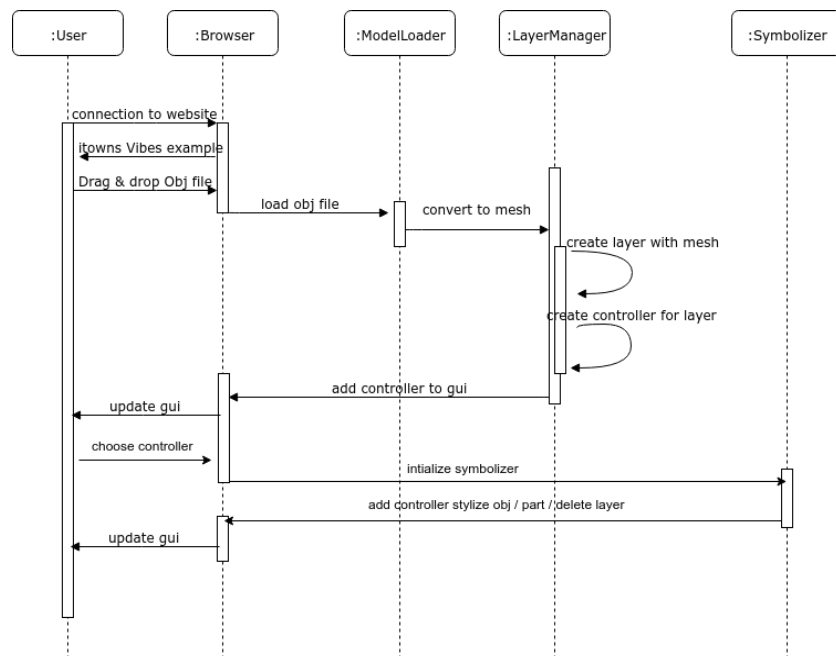 :User
:Browser
:ModelLoader
:LayerManager
:Symbolizer
connection to website
itowns Vibes example
Drag & drop Obj file
load obj file
convert to mesh
create layer with mesh
create controller for layer
add controller to gui
update gui
choose controller
intialize symbolizer
add controller stylize obj / part / delete layer
update gui